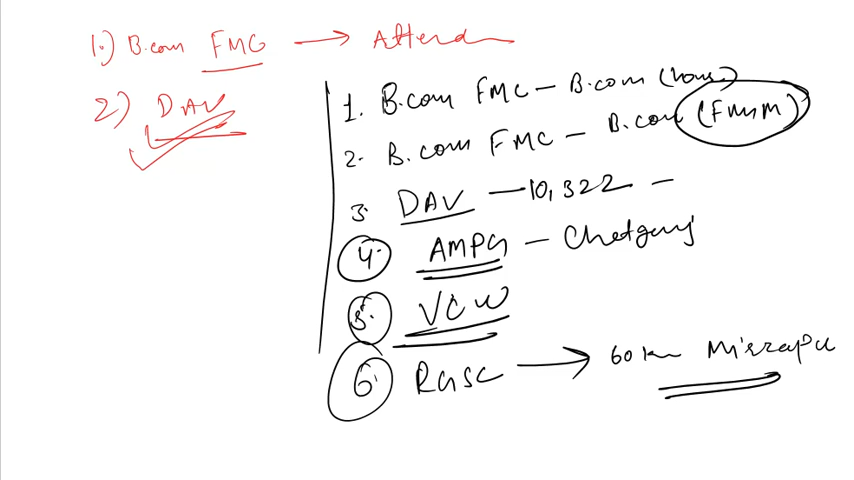 1.) B.com FMC → Attend
2) DAV
1. B.com FMC - B.com (hons.)
2. B.com FMC - B.com (FMM)
3. DAV - 10,322 -
4. AMPG - Chetganj
5. VCW
6. RGSC → 60 km Mirzapu